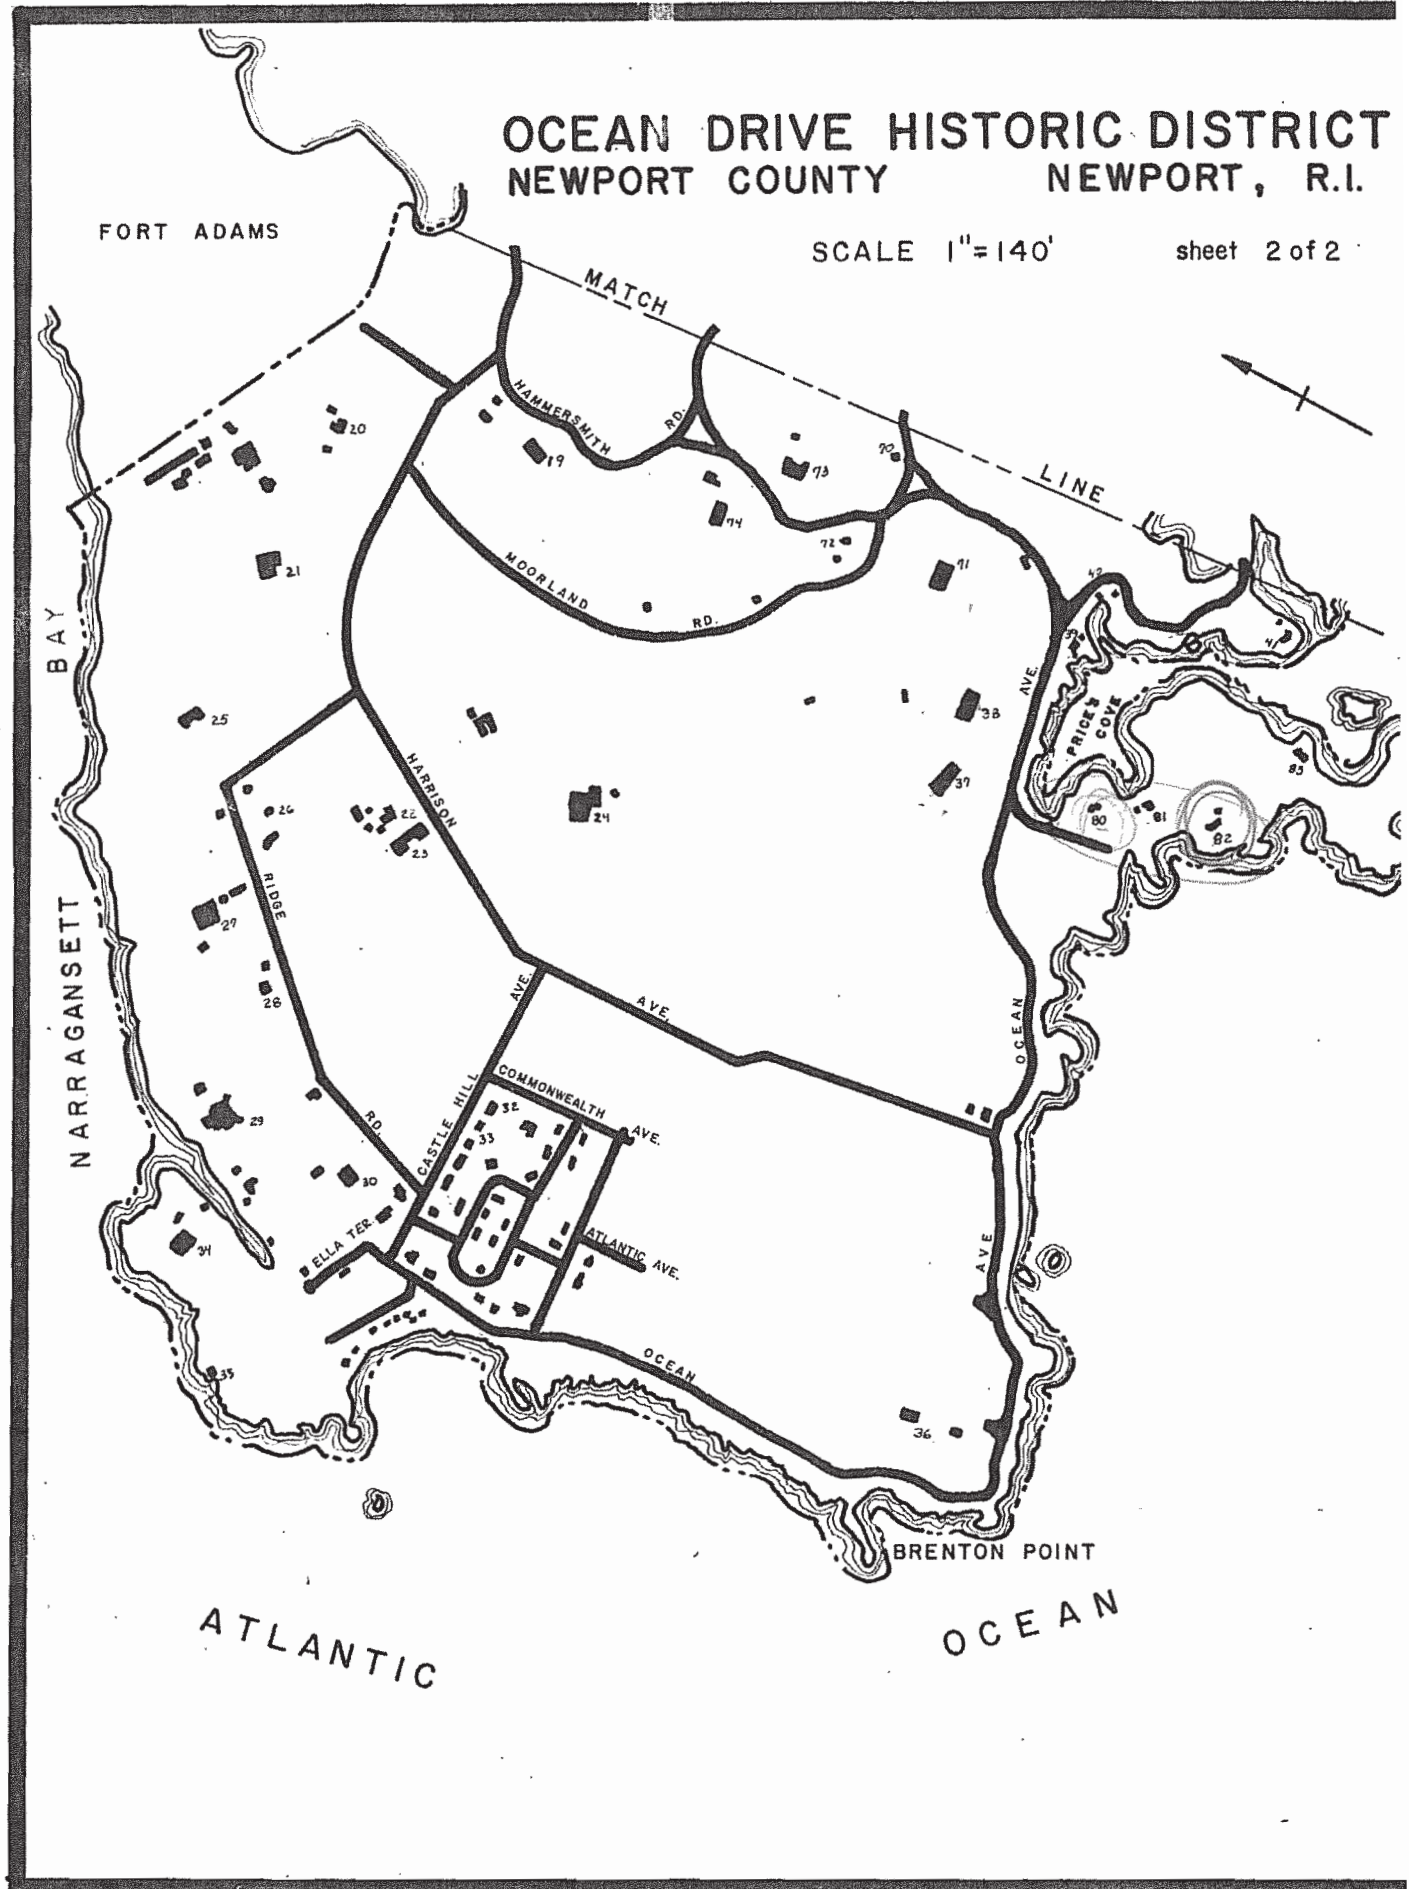 OCEAN DRIVE HISTORIC DISTRICT
NEWPORT COUNTY NEWPORT, R.I.
SCALE 1"=140' sheet 2 of 2
FORT ADAMS
MATCH
LINE
HAMMERSMITH
RD.
20
19
73
70
74
72
71
21
MOORLAND
RD.
42
39
41
BAY
AVE.
PRICE'S
COVE
25
38
37
83
HARRISON
26
22
24
23
80
81
82
RIDGE
27
28
NARRAGANSETT
AVE.
AVE.
OCEAN
COMMONWEALTH
AVE.
CASTLE HILL
32
33
29
RD.
30
34
ELLA TER.
ATLANTIC AVE.
AVE
OCEAN
35
36
BRENTON POINT
ATLANTIC
OCEAN